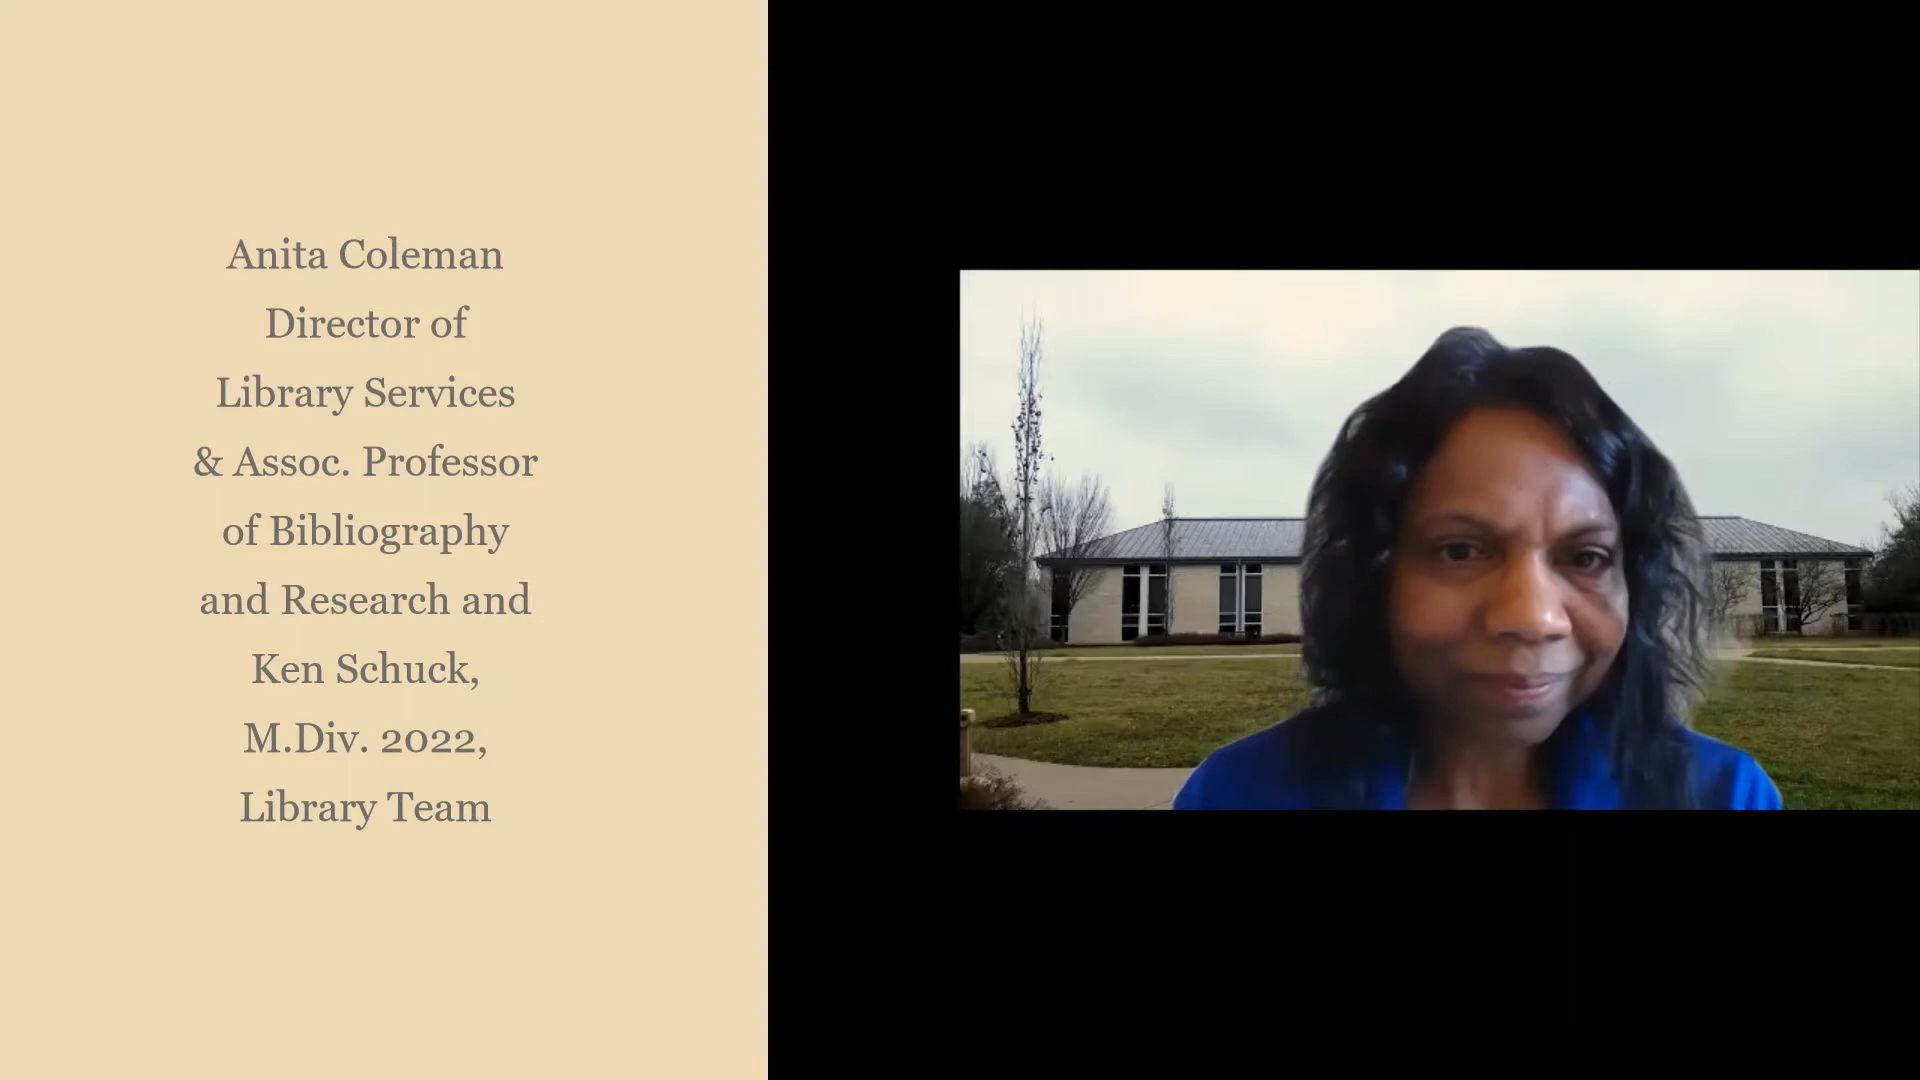 Anita Coleman
Director of
Library Services
& Assoc. Professor
of Bibliography
and Research and
Ken Schuck,
M.Div. 2022,
Library Team